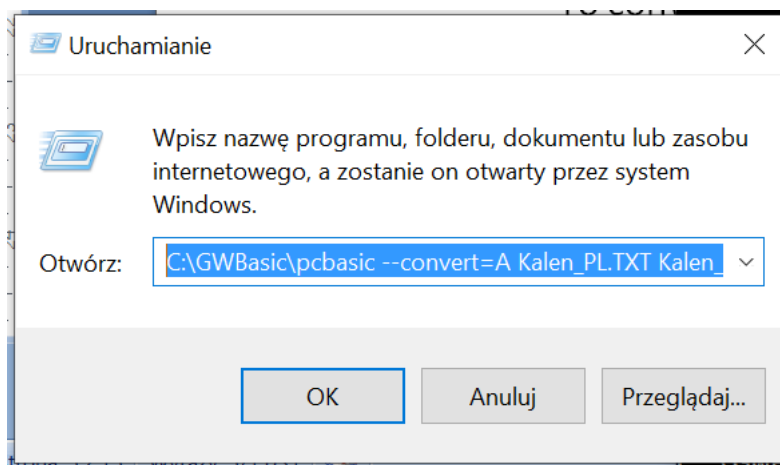 Uruchamianie
Wpisz nazwę programu, folderu, dokumentu lub zasobu
internetowego, a zostanie on otwarty przez system
Windows.
Otwórz:
C:\GWBasic\pcbasic --convert=A Kalen_PL.TXT Kalen_
OK
Anuluj
Przeglądaj...